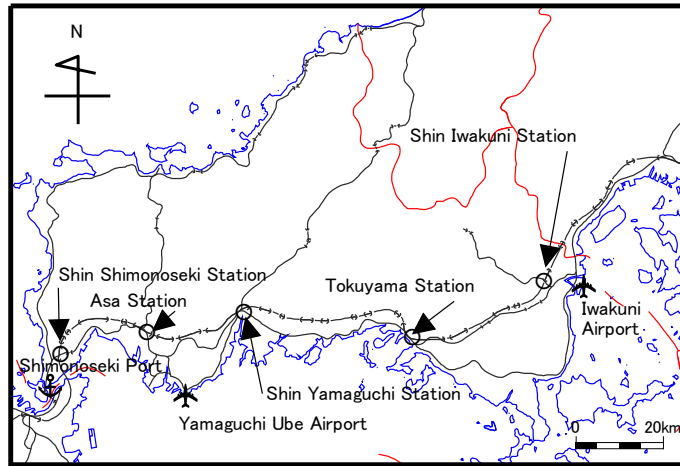 N
Shin Iwakuni Station
Shin Shimonoseki Station
Asa Station
Tokuyama Station
Iwakuni
Airport
Shimonoseki Port
Shin Yamaguchi Station
Yamaguchi Ube Airport
0 20km